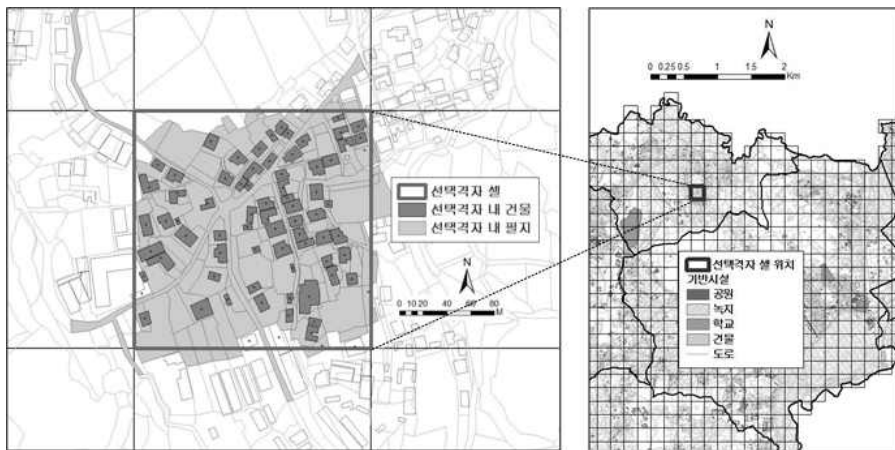 선택격자 셀
선택격자 내 건물
선택격자 내 필지
N
0 10 20 40 60 80
M
N
0 0.25 0.5 1 1.5 2
Km
선택격자 셀 위치
기반시설
공원
녹지
학교
건물
도로